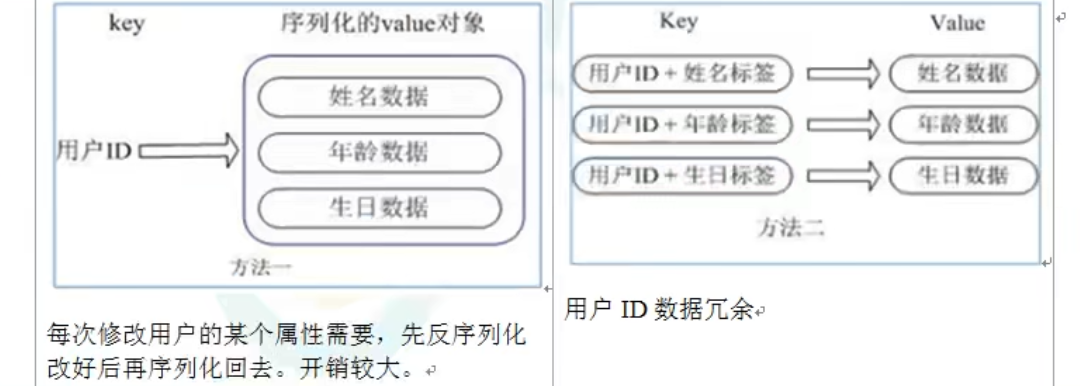 key 序列化的value对象
姓名数据
用户ID
年龄数据
生日数据
方法一
每次修改用户的某个属性需要，先反序列化
改好后再序列化回去。开销较大。
Key Value
用户ID + 姓名标签 姓名数据
用户ID + 年龄标签 年龄数据
用户ID + 生日标签 生日数据
方法二
用户 ID 数据冗余